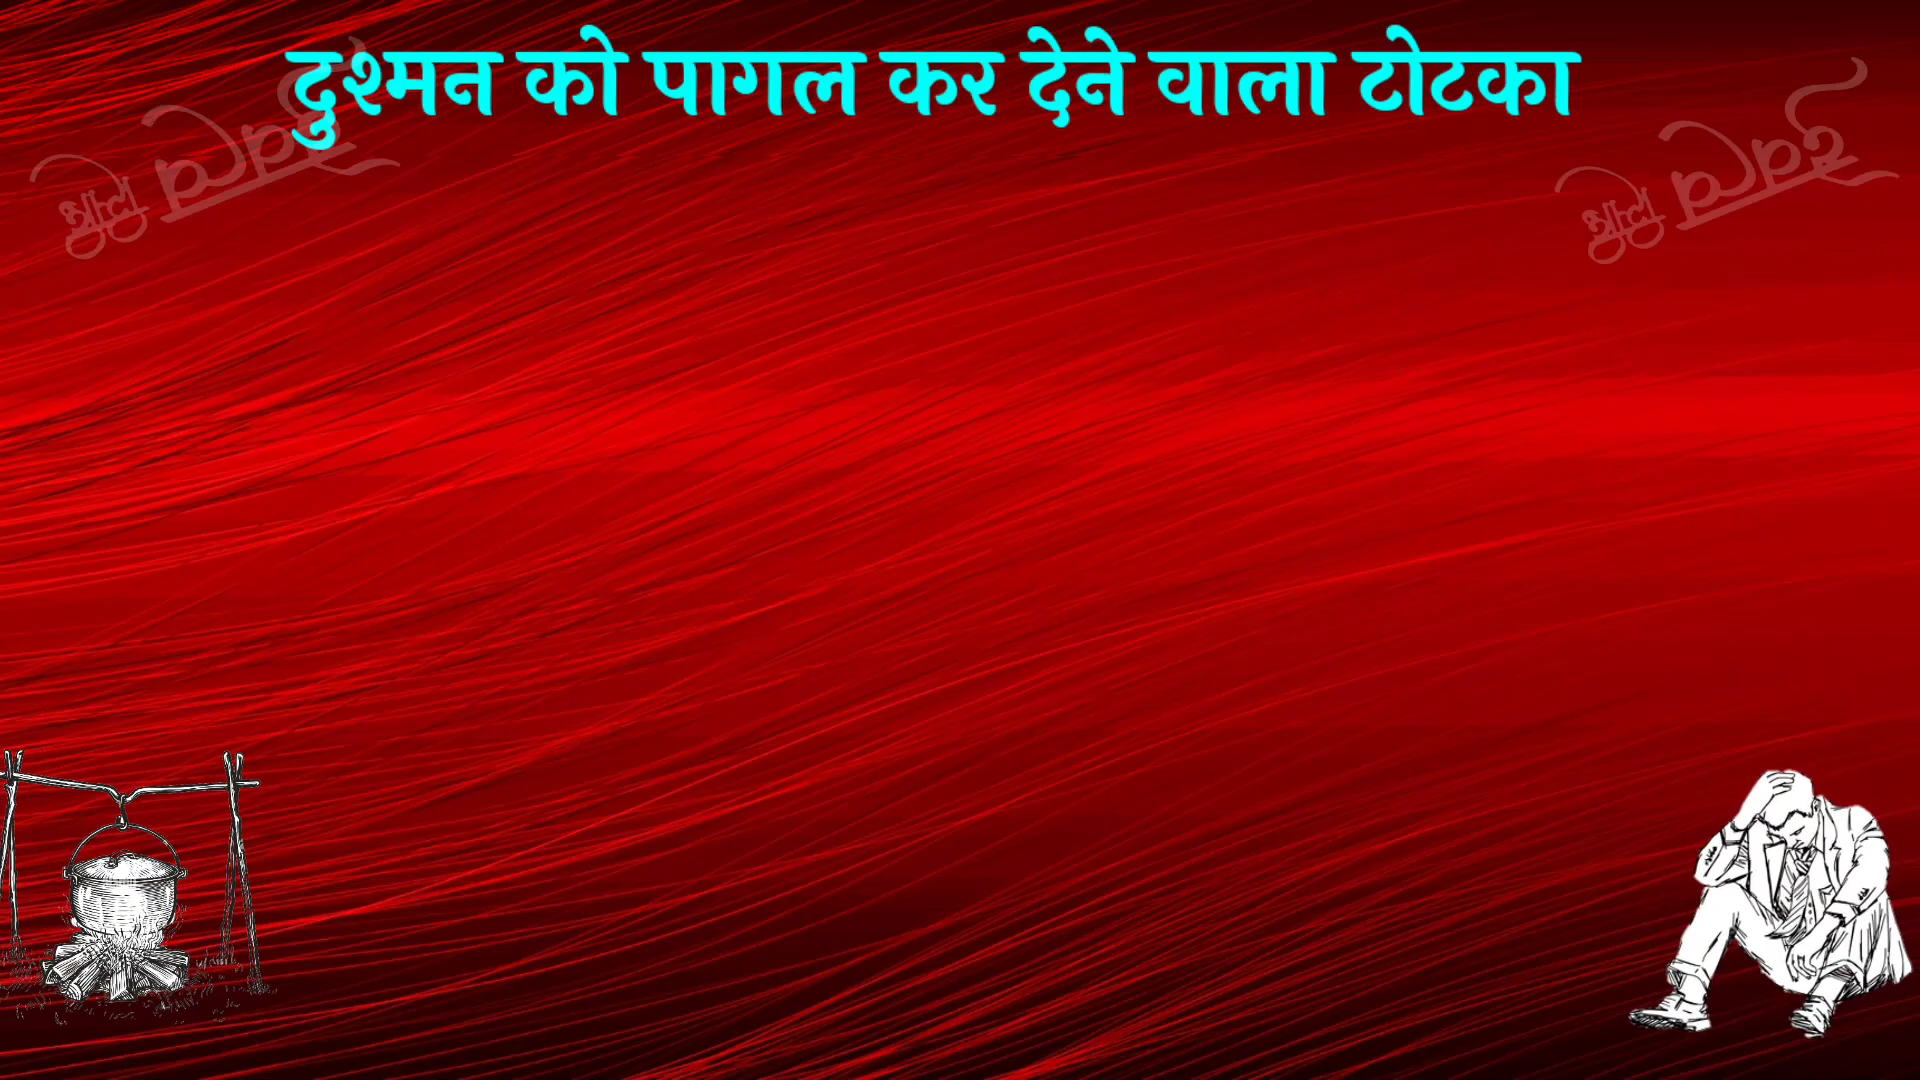 दुश्मन को पागल कर देने वाला टोटका